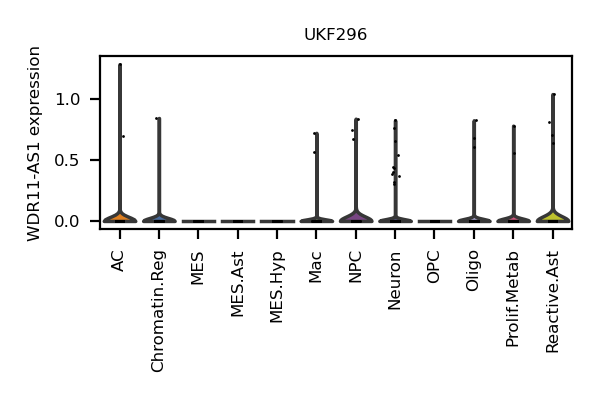 UKF296
WDR11-AS1 expression
1.0
0.5
0.0
AC
Chromatin.Reg
MES
MES.Ast
MES.Hyp
Mac
NPC
Neuron
OPC
Oligo
Prolif.Metab
Reactive.Ast